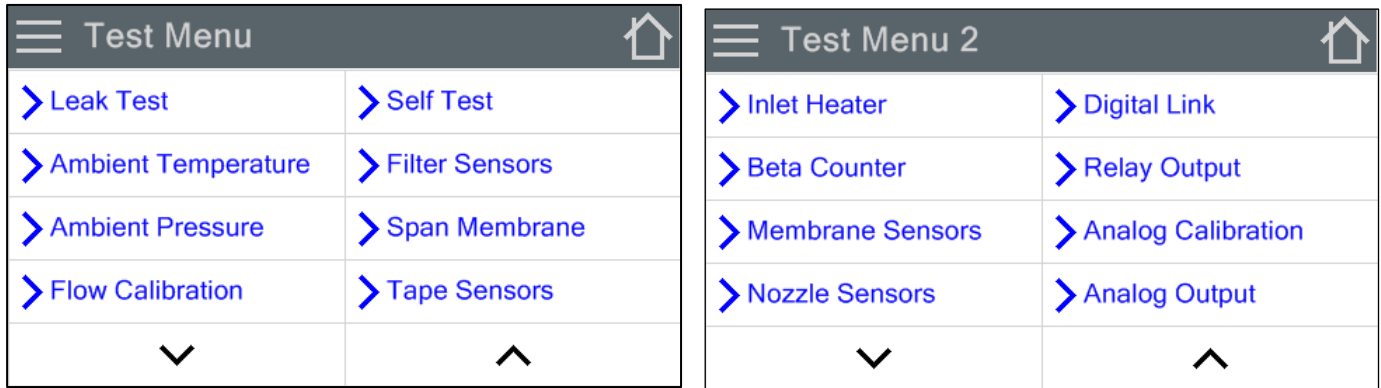 Test Menu
Leak Test
Self Test
Ambient Temperature
Filter Sensors
Ambient Pressure
Span Membrane
Flow Calibration
Tape Sensors
Test Menu 2
Inlet Heater
Digital Link
Beta Counter
Relay Output
Membrane Sensors
Analog Calibration
Nozzle Sensors
Analog Output